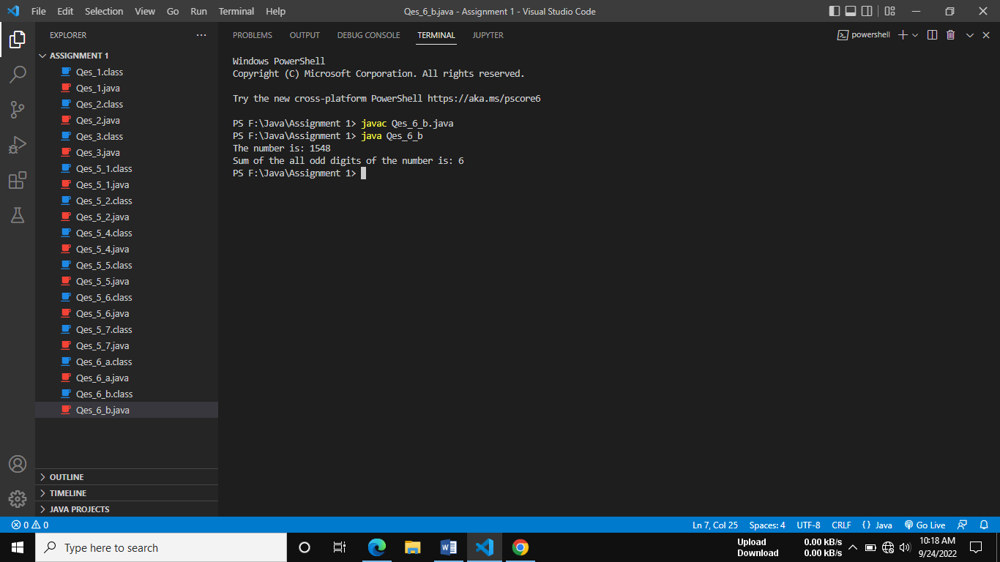 File Edit Selection View Go Run Terminal Help Qes_6_b.java - Assignment 1 - Visual Studio Code
EXPLORER
ASSIGNMENT 1
Qes_1.class
Qes_1.java
Qes_2.class
Qes_2.java
Qes_3.class
Qes_3.java
Qes_5_1.class
Qes_5_1.java
Qes_5_2.class
Qes_5_2.java
Qes_5_4.class
Qes_5_4.java
Qes_5_5.class
Qes_5_5.java
Qes_5_6.class
Qes_5_6.java
Qes_5_7.class
Qes_5_7.java
Qes_6_a.class
Qes_6_a.java
Qes_6_b.class
Qes_6_b.java
OUTLINE
TIMELINE
JAVA PROJECTS
PROBLEMS OUTPUT DEBUG CONSOLE TERMINAL JUPYTER powershell
Windows PowerShell
Copyright (C) Microsoft Corporation. All rights reserved.
Try the new cross-platform PowerShell https://aka.ms/pscore6
PS F:\Java\Assignment 1> javac Qes_6_b.java
PS F:\Java\Assignment 1> java Qes_6_b
The number is: 1548
Sum of the all odd digits of the number is: 6
PS F:\Java\Assignment 1>
0 0 Ln 7, Col 25 Spaces: 4 UTF-8 CRLF {} Java Go Live
Type here to search
Upload 0.00 kB/s
Download 0.00 kB/s
10:18 AM
9/24/2022